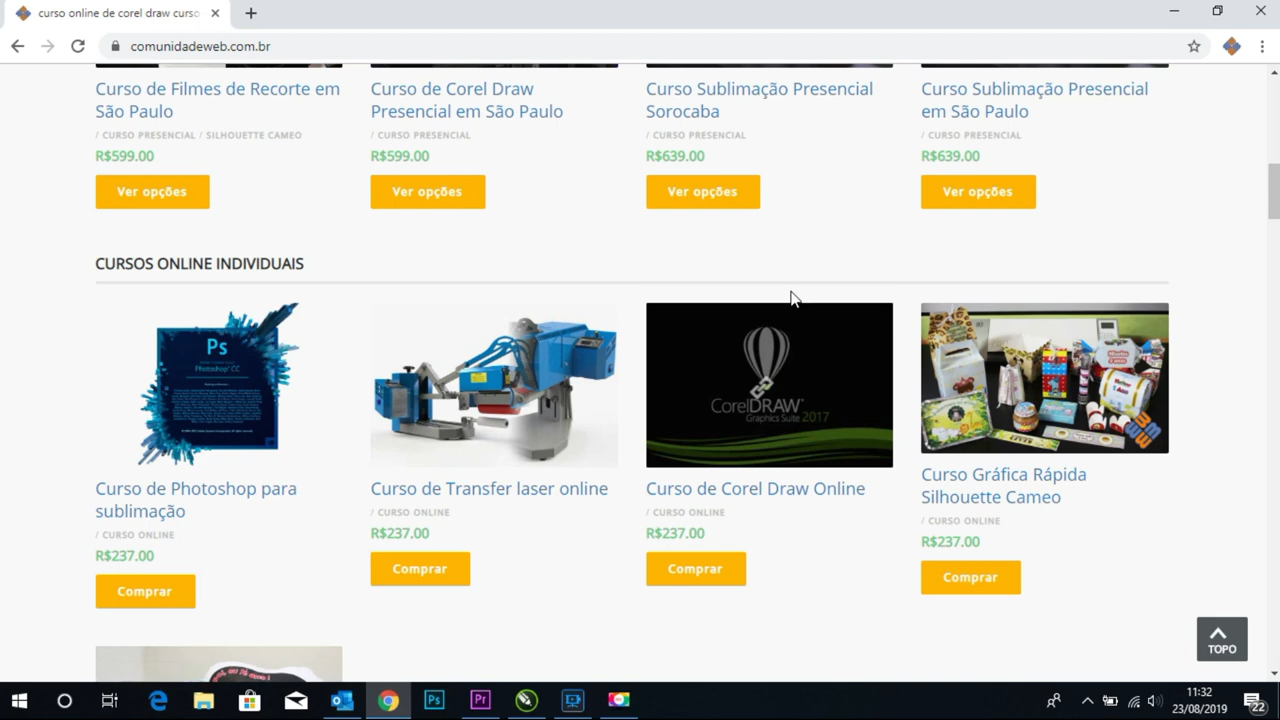 curso online de corel draw curso
comunidadeweb.com.br
Curso de Filmes de Recorte em
São Paulo
/ CURSO PRESENCIAL / SILHOUETTE CAMEO
R$599.00
Ver opções
Curso de Corel Draw
Presencial em São Paulo
/ CURSO PRESENCIAL
R$599.00
Ver opções
Curso Sublimação Presencial
Sorocaba
/ CURSO PRESENCIAL
R$639.00
Ver opções
Curso Sublimação Presencial
em São Paulo
/ CURSO PRESENCIAL
R$639.00
Ver opções
CURSOS ONLINE INDIVIDUAIS
Ps
Photoshop CC
Curso de Photoshop para
sublimação
/ CURSO ONLINE
R$237.00
Comprar
Curso de Transfer laser online
/ CURSO ONLINE
R$237.00
Comprar
CorelDRAW
Graphics Suite 2017
Curso de Corel Draw Online
/ CURSO ONLINE
R$237.00
Comprar
Curso Gráfica Rápida
Silhouette Cameo
/ CURSO ONLINE
R$237.00
Comprar
TOPO
Ps
Pr
11:32
23/08/2019
22